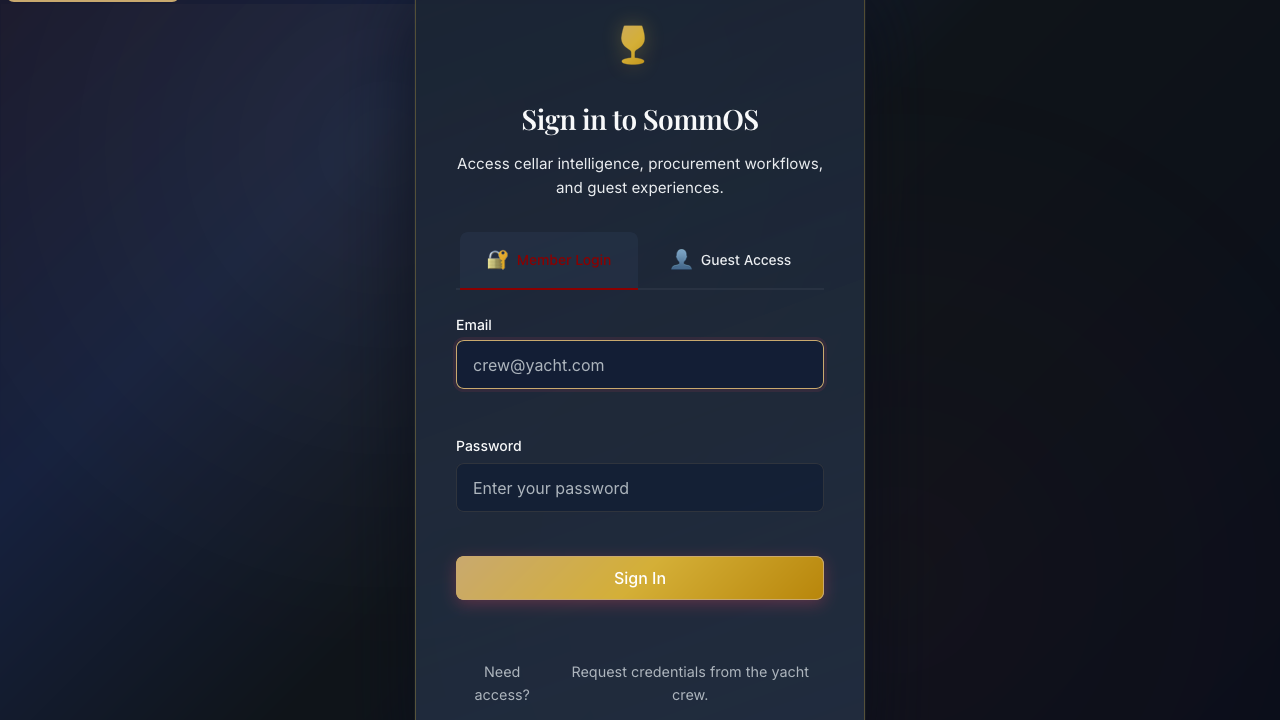 Sign in to SommOS
Access cellar intelligence, procurement workflows,
and guest experiences.
Member Login
Guest Access
Email
crew@yacht.com
Password
Enter your password
Sign In
Need
access?
Request credentials from the yacht
crew.